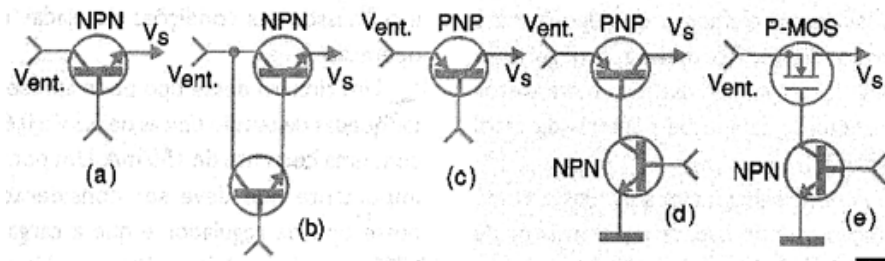 NPN
NPN
PNP
PNP
P-MOS
Vent.
VS
Vent.
VS
Vent.
VS
Vent.
VS
Vent.
VS
NPN
NPN
(a)
(b)
(c)
(d)
(e)